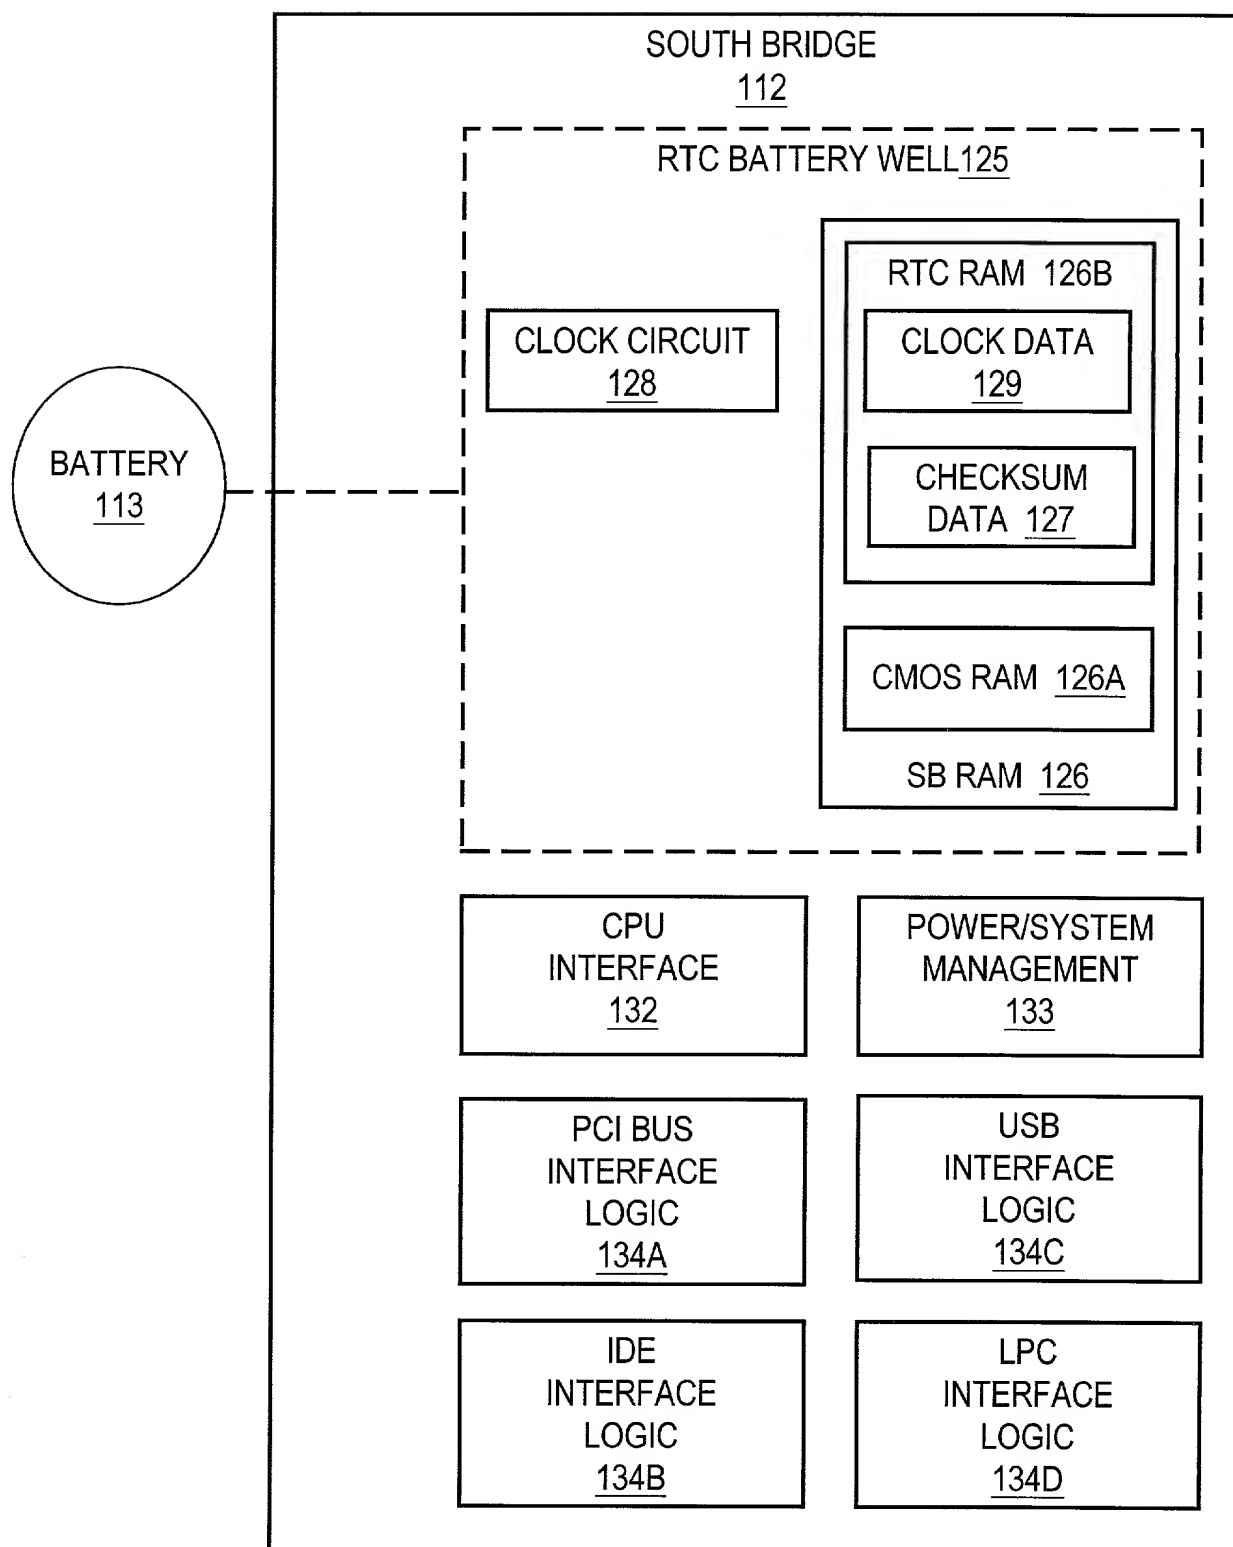 SOUTH BRIDGE
112
RTC BATTERY WELL125
RTC RAM 126B
CLOCK CIRCUIT
128
CLOCK DATA
129
BATTERY
113
CHECKSUM
DATA 127
CMOS RAM 126A
SB RAM 126
CPU
INTERFACE
132
POWER/SYSTEM
MANAGEMENT
133
PCI BUS
INTERFACE
LOGIC
134A
USB
INTERFACE
LOGIC
134C
IDE
INTERFACE
LOGIC
134B
LPC
INTERFACE
LOGIC
134D